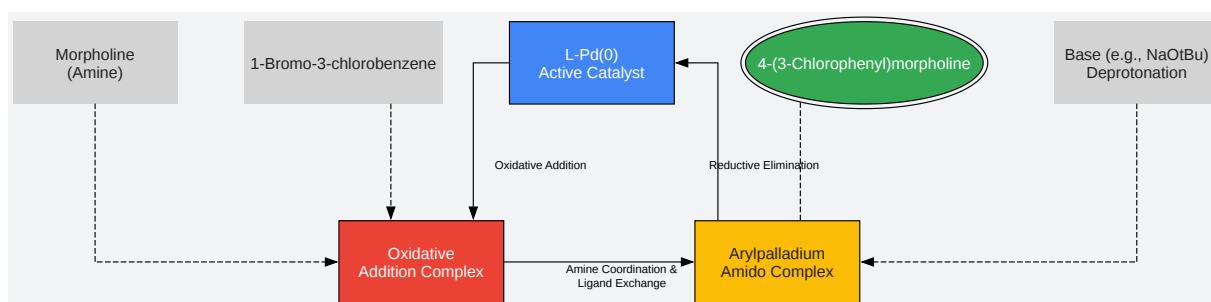 Morpholine
(Amine)
1-Bromo-3-chlorobenzene
L-Pd(0)
Active Catalyst
4-(3-Chlorophenyl)morpholine
Base (e.g., NaOtBu)
Deprotonation
Oxidative Addition
Reductive Elimination
Oxidative
Addition Complex
Amine Coordination &
Ligand Exchange
Arylpalladium
Amido Complex